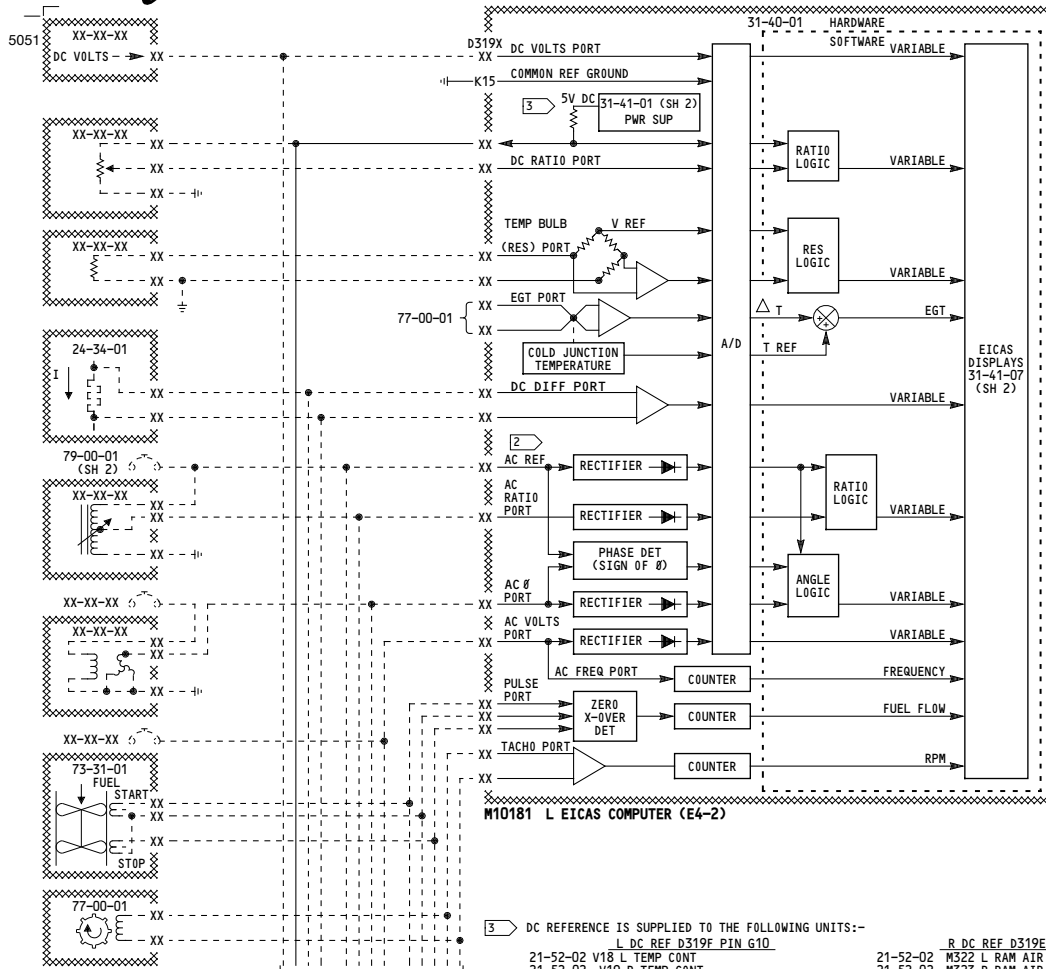 5051
XX-XX-XX
DC VOLTS XX
D319X
XX DC VOLTS PORT
K15 COMMON REF GROUND
31-40-01 HARDWARE
SOFTWARE
VARIABLE
3
5V DC
31-41-01 (SH 2)
PWR SUP
XX-XX-XX
XX
XX
XX
XX
XX DC RATIO PORT
RATIO
LOGIC
VARIABLE
XX-XX-XX
XX
XX
TEMP BULB V REF
XX (RES) PORT
XX
RES
LOGIC
VARIABLE
77-00-01
XX EGT PORT
XX
COLD JUNCTION
TEMPERATURE
A/D
△ T
T REF
EGT
EICAS
DISPLAYS
31-41-07
(SH 2)
24-34-01
I
XX
XX
XX DC DIFF PORT
XX
VARIABLE
2
79-00-01
(SH 2)
XX-XX-XX
XX
XX
XX
XX AC REF
RECTIFIER
AC
RATIO
XX PORT
RECTIFIER
RATIO
LOGIC
VARIABLE
PHASE DET
(SIGN OF Ø)
ANGLE
LOGIC
VARIABLE
XX-XX-XX
XX-XX-XX
XX
XX
XX
AC Ø
XX PORT
RECTIFIER
AC VOLTS
XX PORT
RECTIFIER
VARIABLE
AC FREQ PORT
COUNTER
FREQUENCY
XX-XX-XX
PULSE
PORT
XX
XX
XX
ZERO
X-OVER
DET
COUNTER
FUEL FLOW
XX TACHO PORT
XX
COUNTER
RPM
73-31-01
FUEL
START
XX
XX
XX
STOP
M10181 L EICAS COMPUTER (E4-2)
77-00-01
XX
XX
3 DC REFERENCE IS SUPPLIED TO THE FOLLOWING UNITS:-
L DC REF D319F PIN G10
R DC REF D319E
21-52-02 V18 L TEMP CONT
21-52-02 M322 L RAM AIR